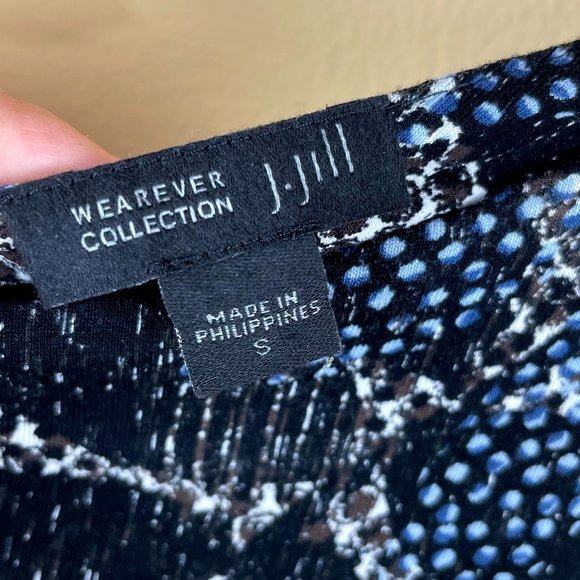 WEAREVER
COLLECTION
J.Jill
MADE IN
PHILIPPINES
S